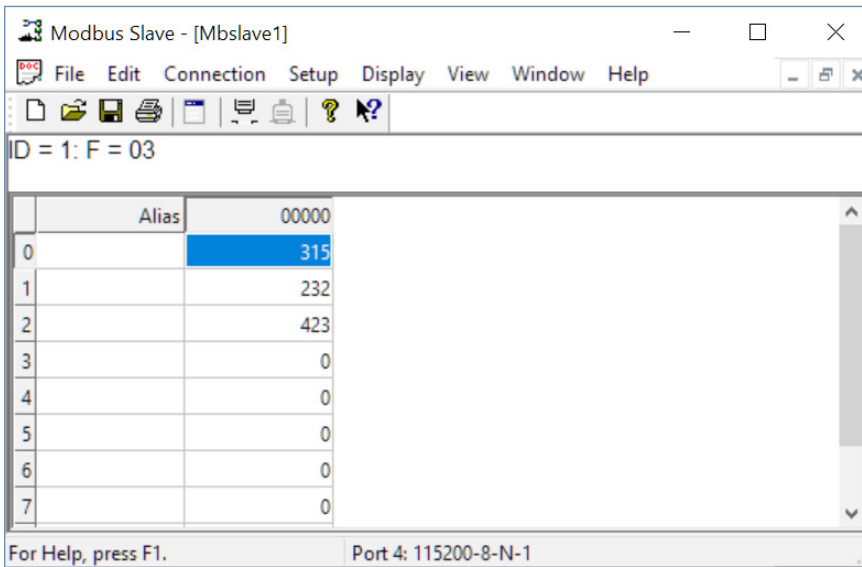 Modbus Slave - [Mbslave1]
File Edit Connection Setup Display View Window Help
ID = 1: F = 03
Alias 00000
0 315
1 232
2 423
3 0
4 0
5 0
6 0
7 0
For Help, press F1. Port 4: 115200-8-N-1